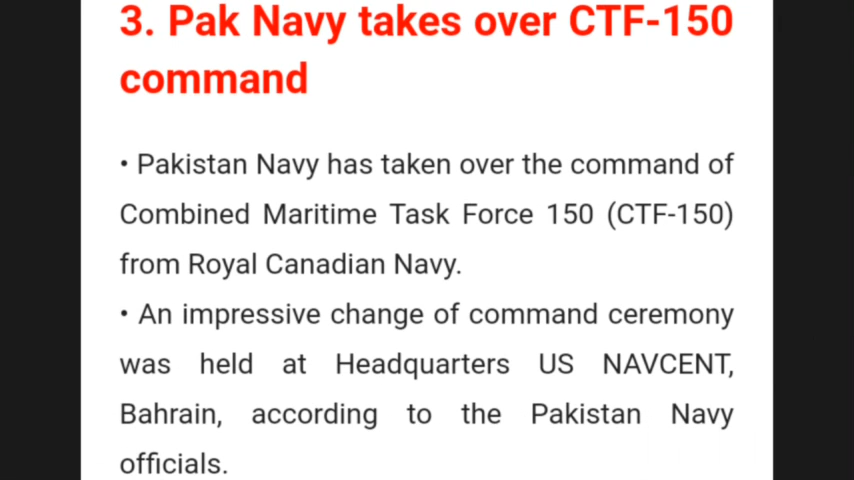 3. Pak Navy takes over CTF-150
command
• Pakistan Navy has taken over the command of
Combined Maritime Task Force 150 (CTF-150)
from Royal Canadian Navy.
• An impressive change of command ceremony
was held at Headquarters US NAVCENT,
Bahrain, according to the Pakistan Navy
officials.